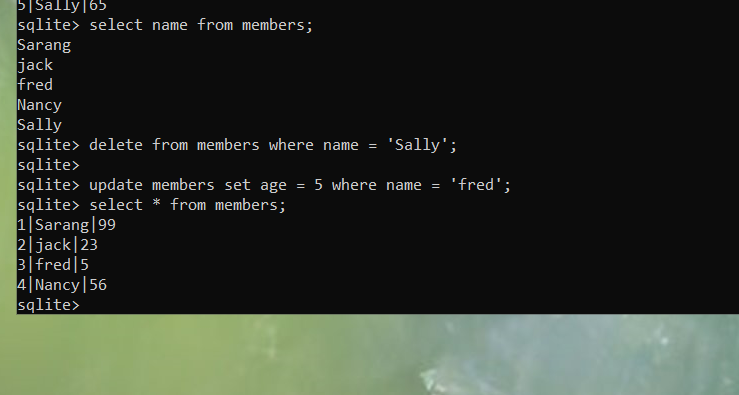 5|Sally|65
sqlite> select name from members;
Sarang
jack
fred
Nancy
Sally
sqlite> delete from members where name = 'Sally';
sqlite>
sqlite> update members set age = 5 where name = 'fred';
sqlite> select * from members;
1|Sarang|99
2|jack|23
3|fred|5
4|Nancy|56
sqlite>